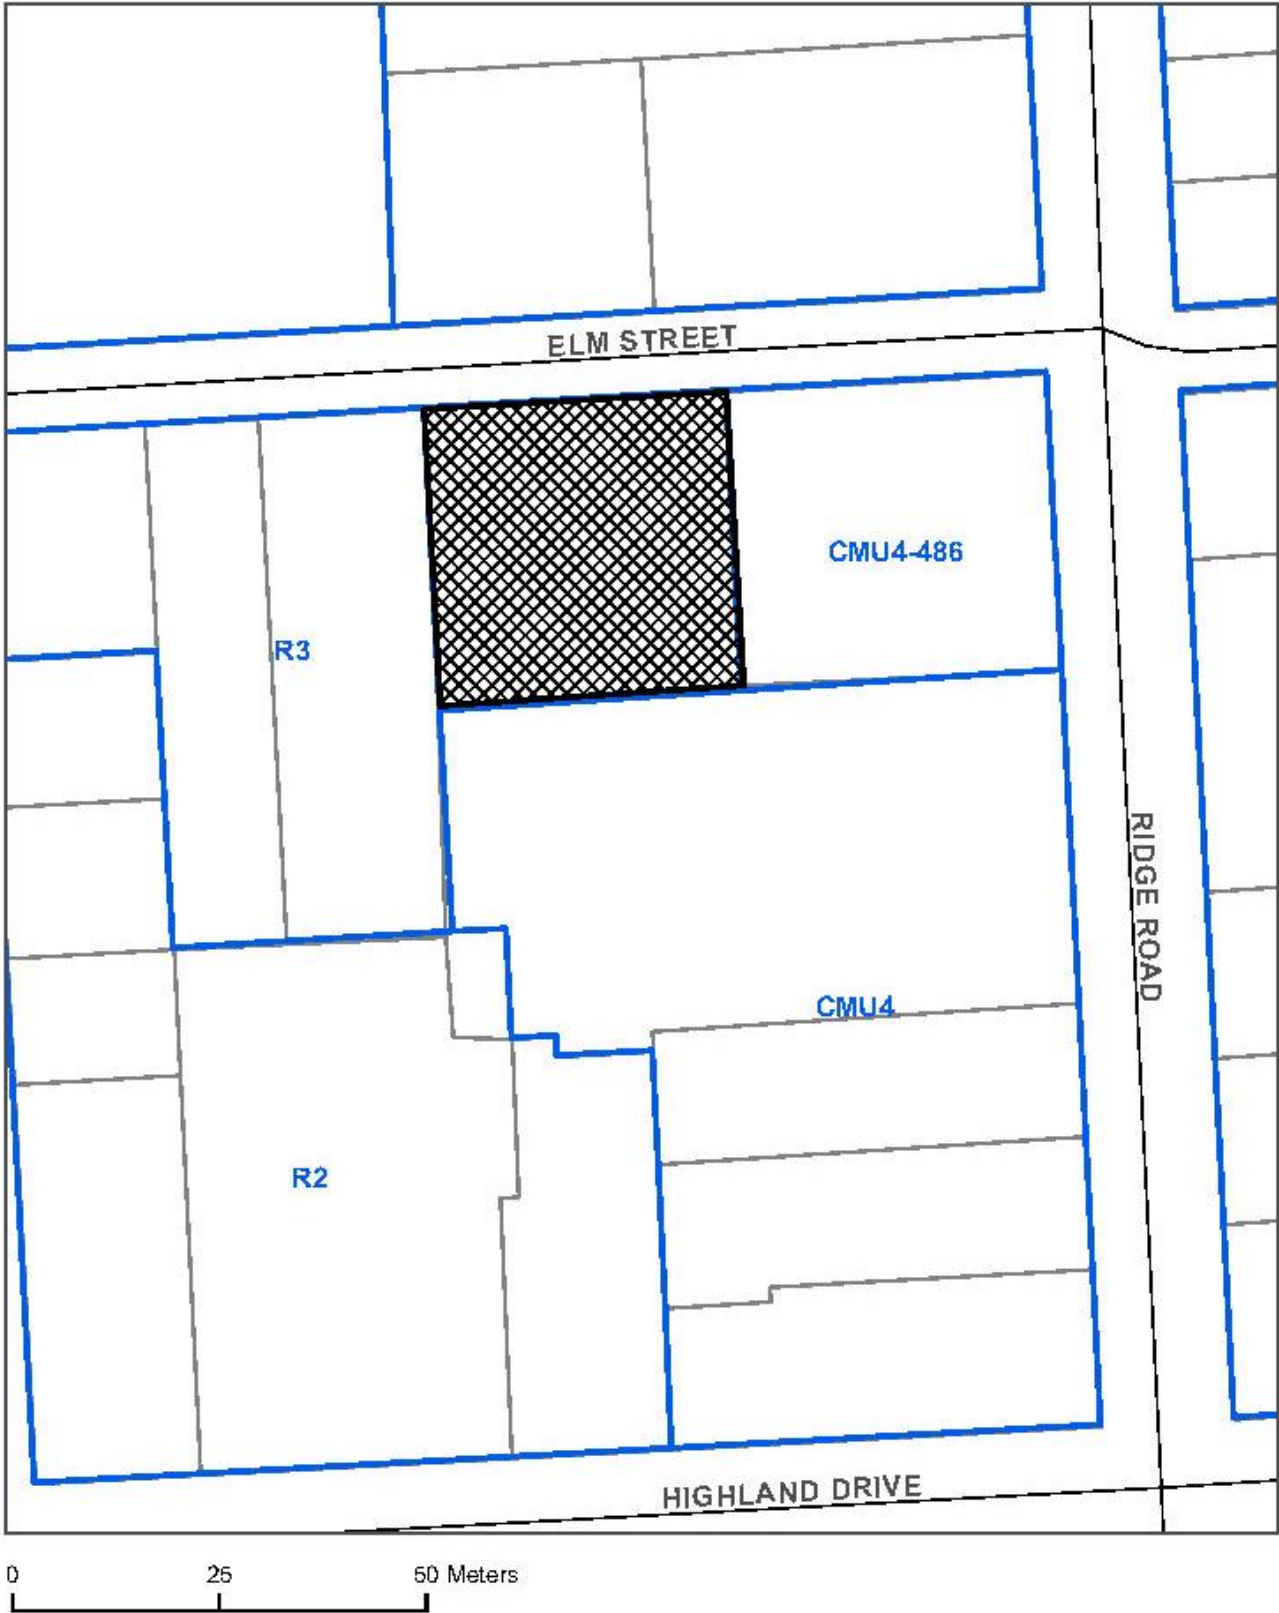 ELM STREET
CMU4-486
R3
RIDGE ROAD
CMU4
R2
HIGHLAND DRIVE
0 25 50 Meters